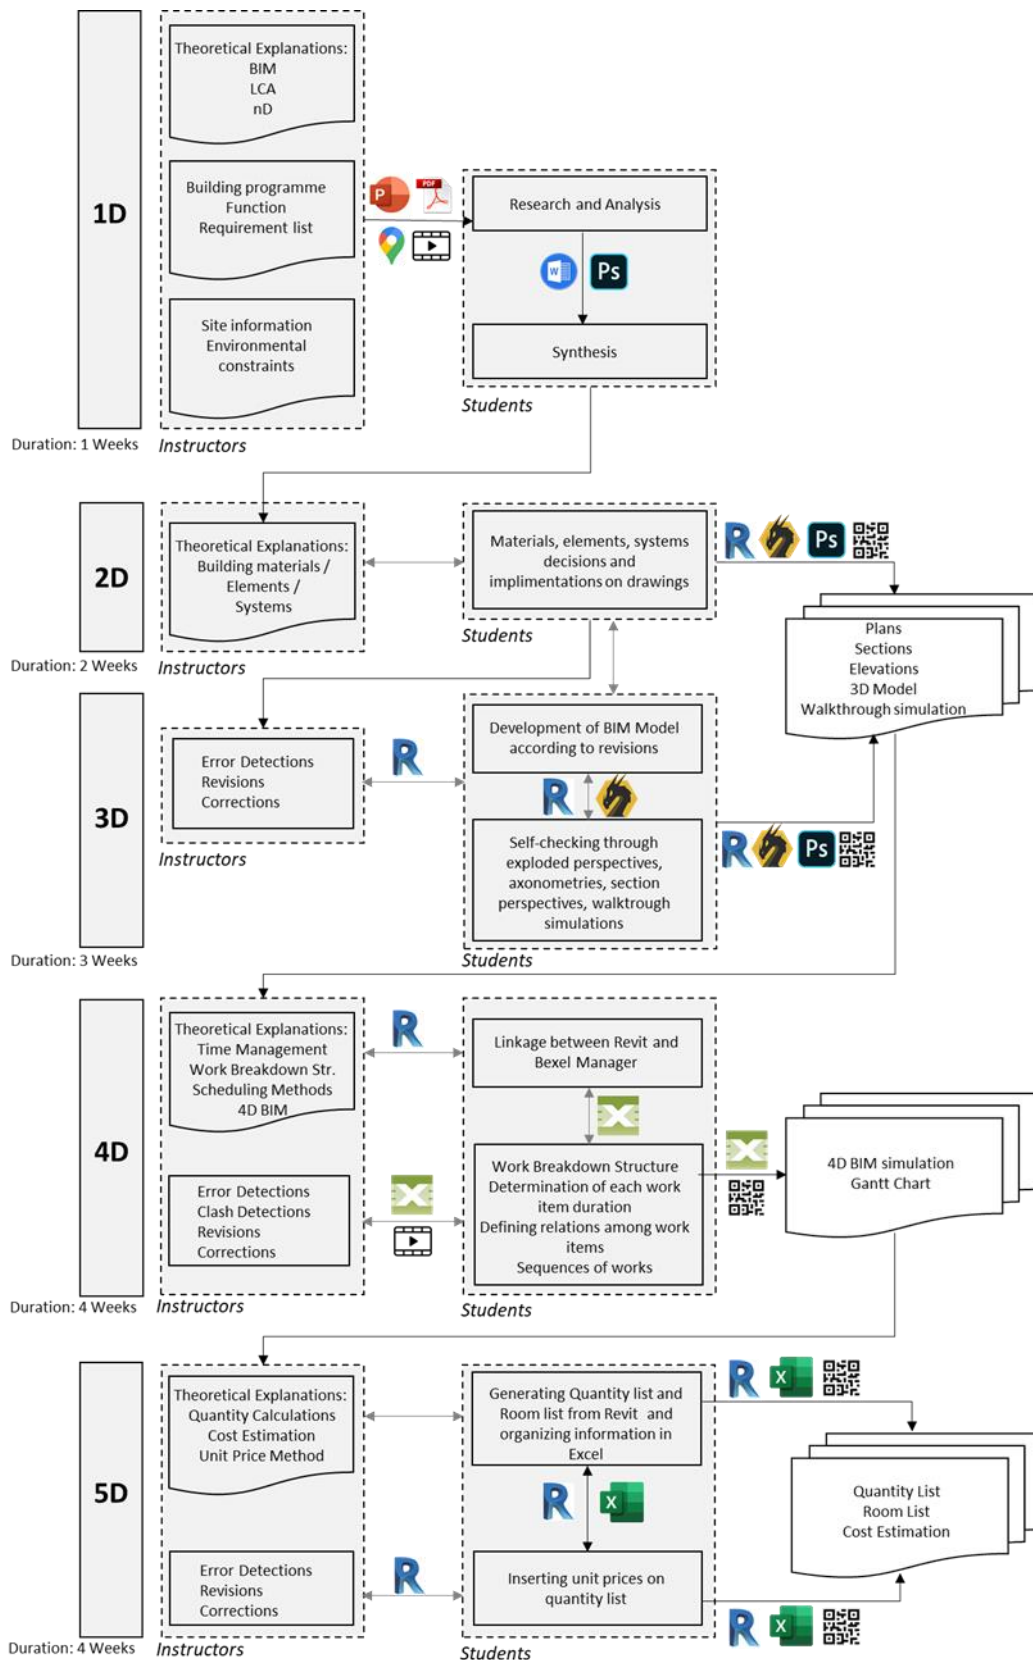 1D
Duration: 1 Weeks
Theoretical Explanations:
BIM
LCA
nD
Building programme
Function
Requirement list
Site information
Environmental
constraints
Instructors
P
PDF
Research and Analysis
W
Ps
Synthesis
Students
2D
Duration: 2 Weeks
Theoretical Explanations:
Building materials /
Elements /
Systems
Instructors
Materials, elements, systems
decisions and
implimentations on drawings
Students
R
Ps
Plans
Sections
Elevations
3D Model
Walkthrough simulation
3D
Duration: 3 Weeks
Error Detections
Revisions
Corrections
Instructors
R
Development of BIM Model
according to revisions
R
Self-checking through
exploded perspectives,
axonometries, section
perspectives, walktrough
simulations
Students
R
Ps
4D
Duration: 4 Weeks
Theoretical Explanations:
Time Management
Work Breakdown Str.
Scheduling Methods
4D BIM
Error Detections
Clash Detections
Revisions
Corrections
Instructors
R
Linkage between Revit and
Bexel Manager
Work Breakdown Structure
Determination of each work
item duration
Defining relations among work
items
Sequences of works
Students
4D BIM simulation
Gantt Chart
5D
Duration: 4 Weeks
Theoretical Explanations:
Quantity Calculations
Cost Estimation
Unit Price Method
Error Detections
Revisions
Corrections
Instructors
R
Generating Quantity list and
Room list from Revit and
organizing information in
Excel
R
X
Inserting unit prices on
quantity list
Students
R
X
Quantity List
Room List
Cost Estimation
R
X